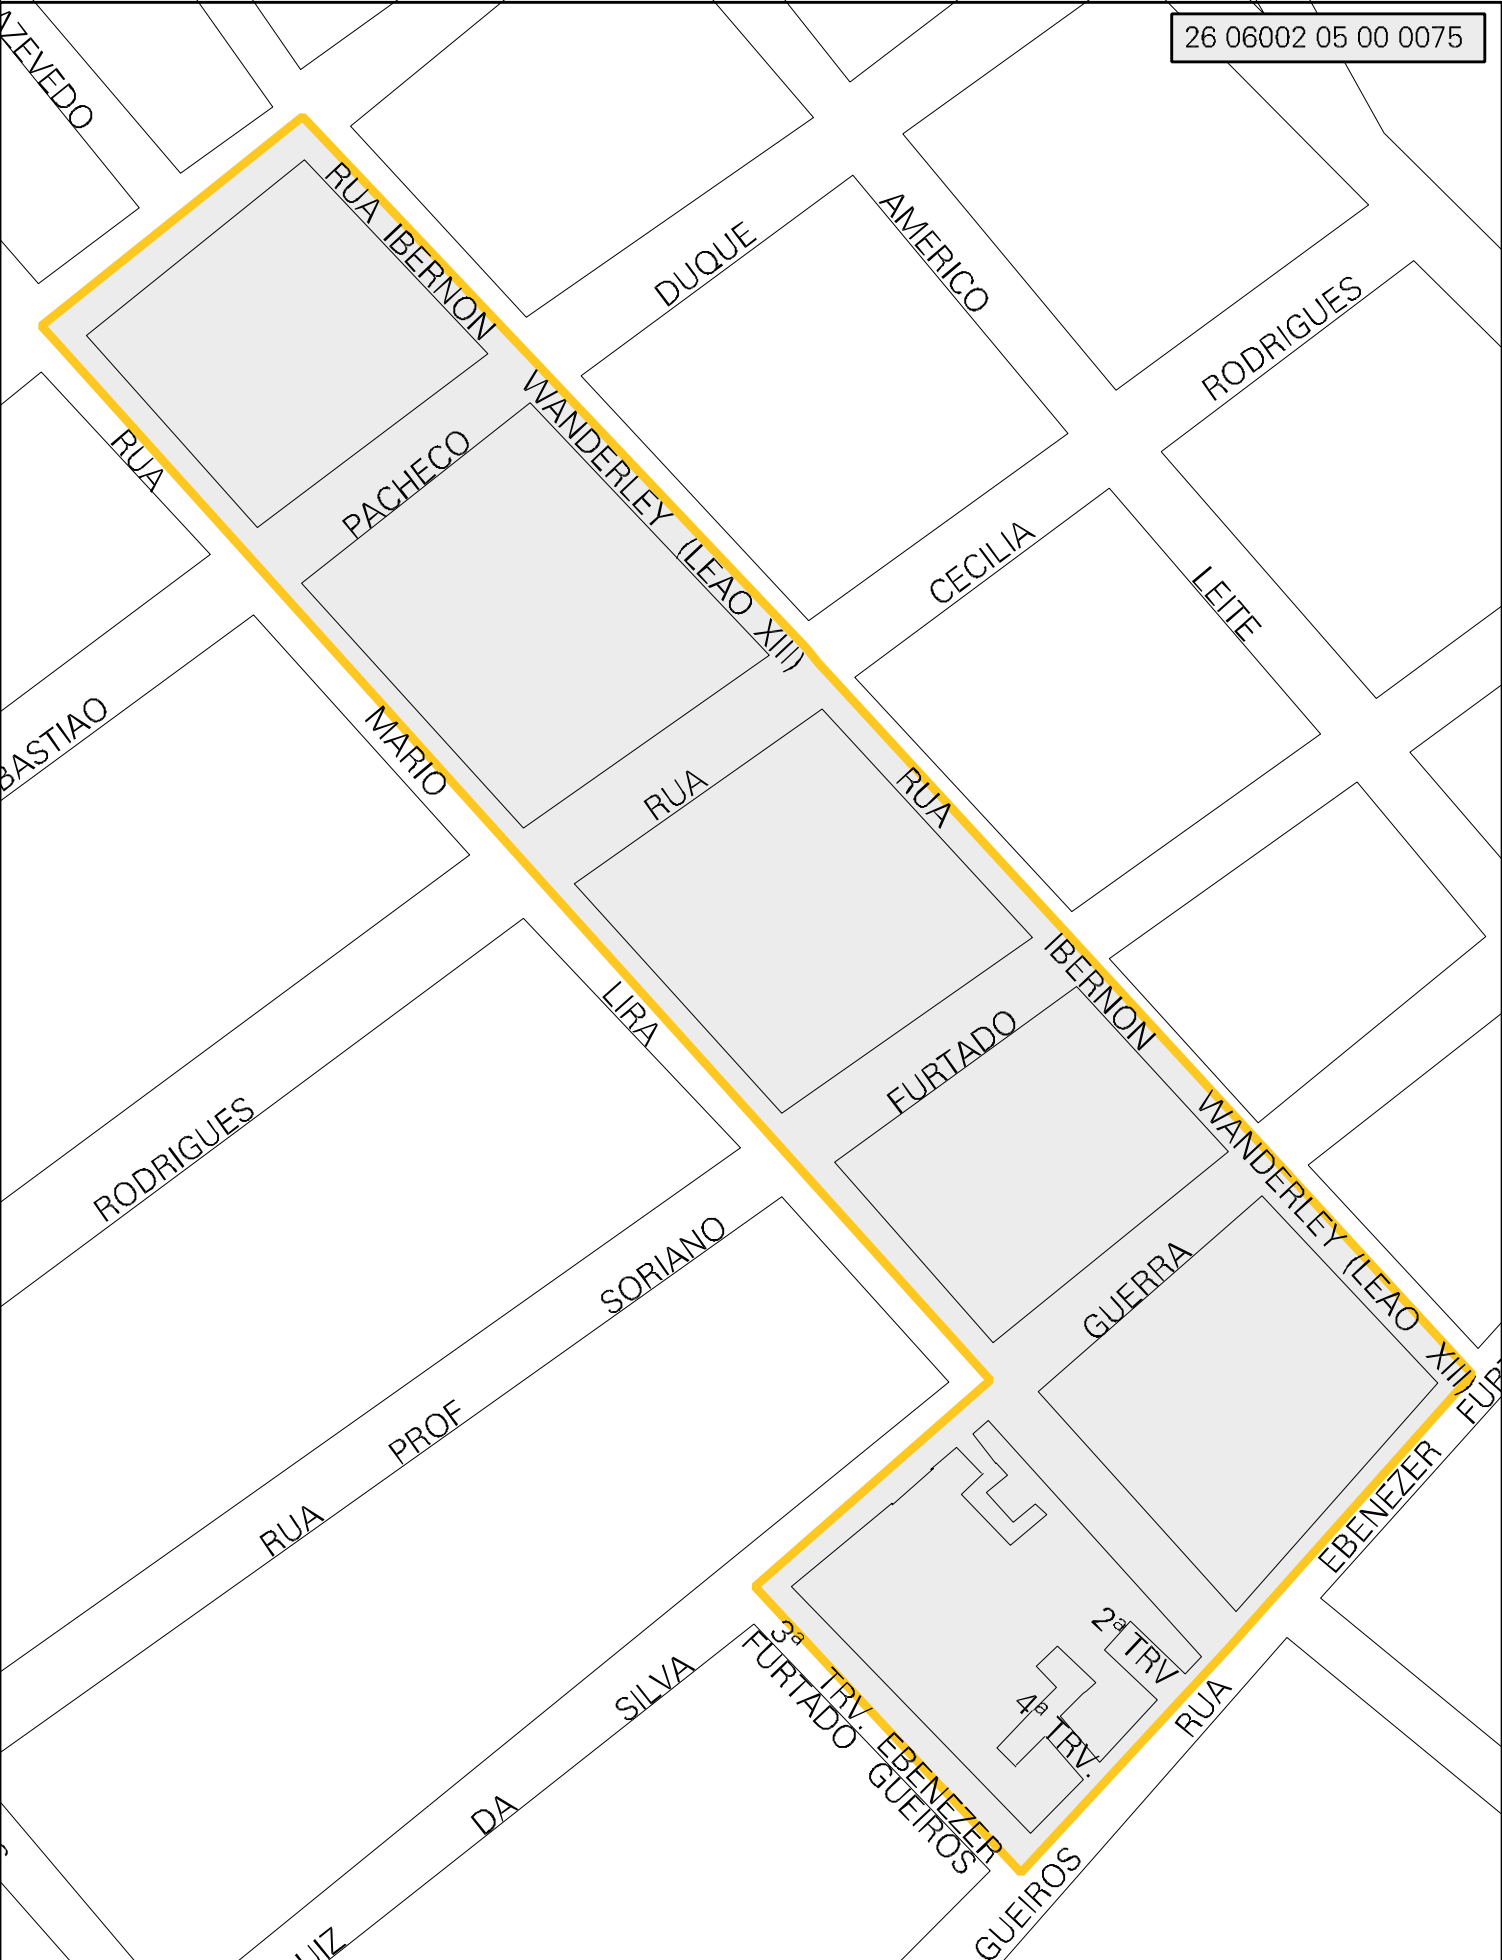 26 06002 05 00 0075
AZEVEDO
RUA IBERNON
WANDERLEY (LEAO XIII)
DUQUE
AMERICO
RODRIGUES
PACHECO
RUA
CECILIA
LEITE
BASTIAO
MARIO
RUA
RUA
IBERNON
LIRA
FURTADO
WANDERLEY (LEAO XIII)
RODRIGUES
SORIANO
GUERRA
PROF
RUA
EBENEZER
FUR
2ª TRV
3ª TRV. EBENEZER
FURTADO GUEIROS
4ª TRV.
SILVA
RUA
DA
GUEIROS
UIZ